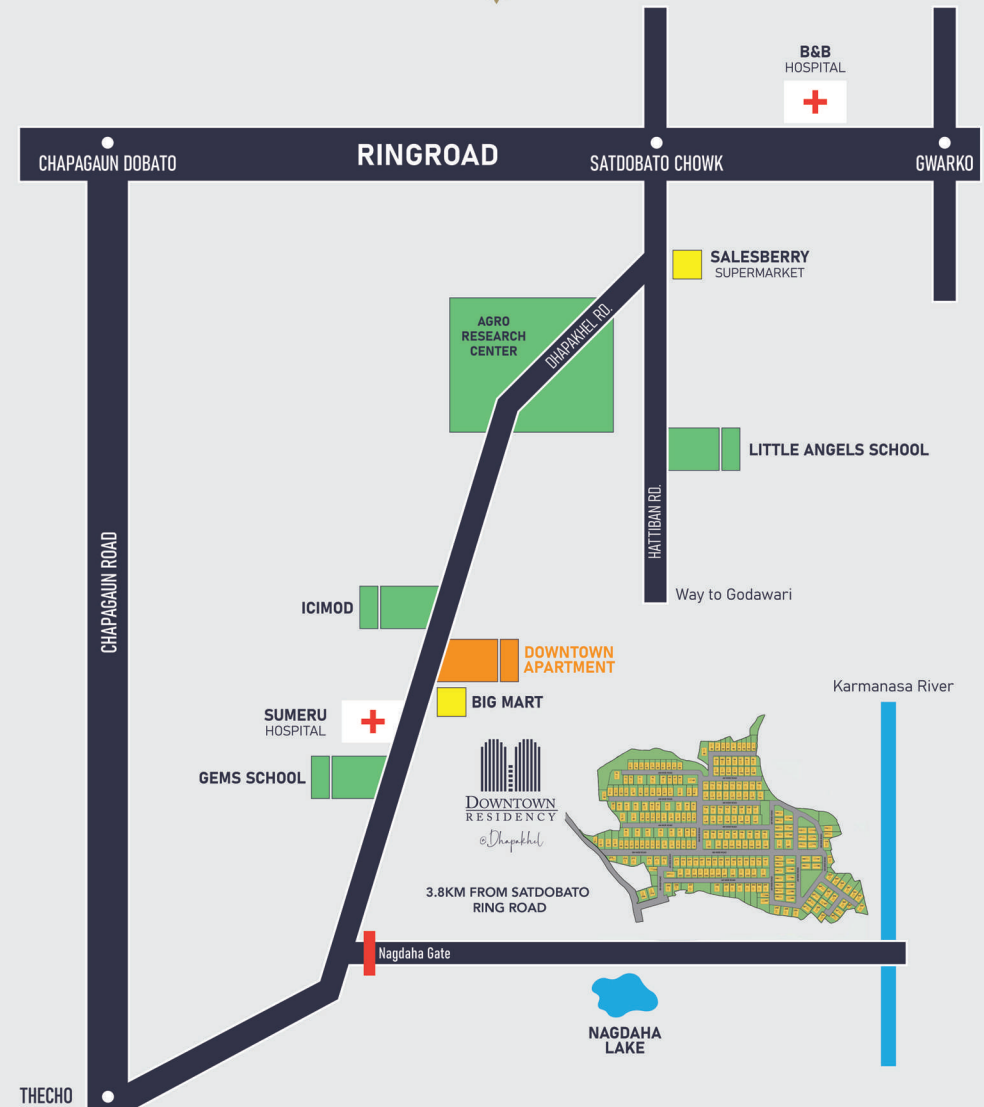 B&B
HOSPITAL
CHAPAGAUN DOBATO
RINGROAD
SATDOBATO CHOWK
GWARKO
SALESBERRY
SUPERMARKET
AGRO
RESEARCH
CENTER
DHAPAKHEL RD.
LITTLE ANGELS SCHOOL
HATTIBAN RD.
CHAPAGAUN ROAD
Way to Godawari
ICIMOD
DOWNTOWN
APARTMENT
BIG MART
Karmanasa River
SUMERU
HOSPITAL
GEMS SCHOOL
DOWNTOWN
RESIDENCY
@Dhapakhel
3.8KM FROM SATDOBATO
RING ROAD
Nagdaha Gate
NAGDAHA
LAKE
THECHO